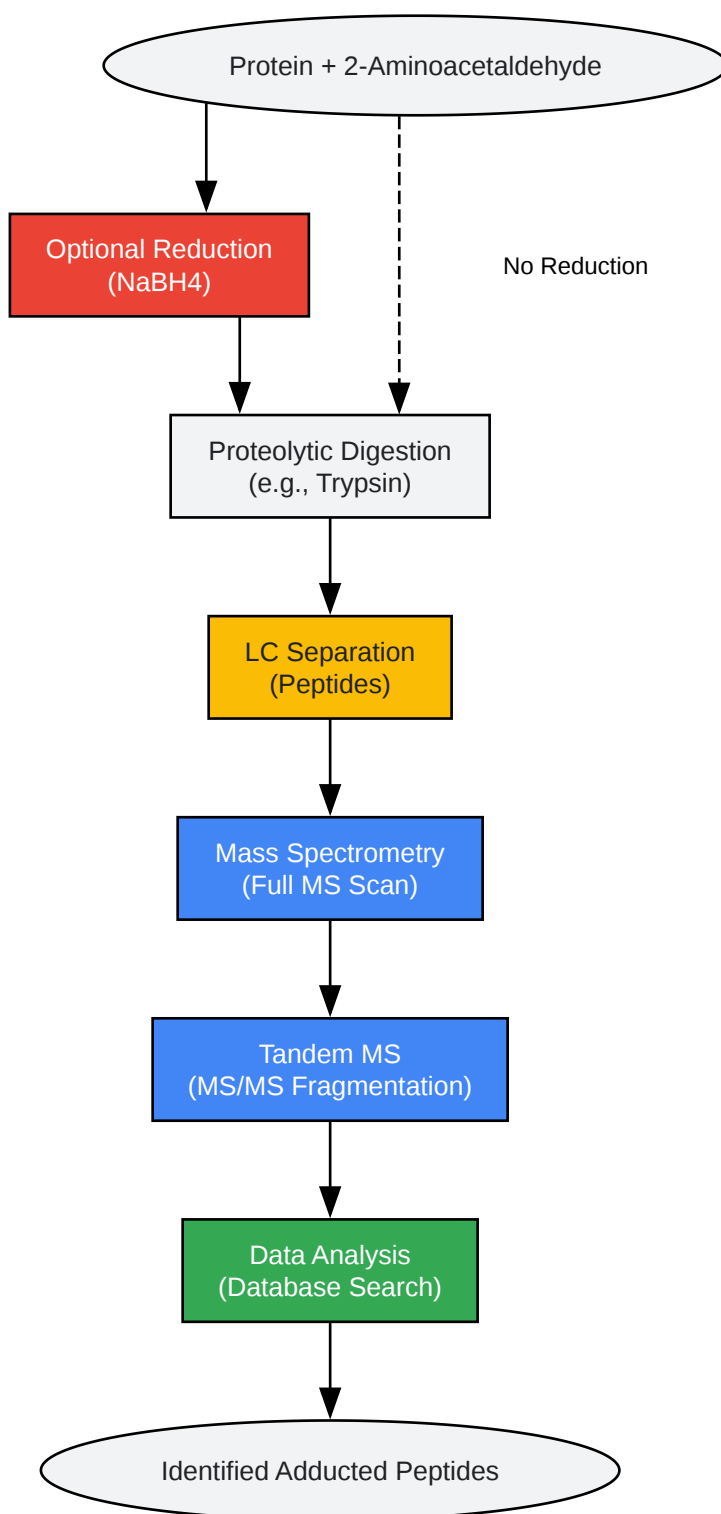 Protein + 2-Aminoacetaldehyde
Optional Reduction
(NaBH4)
No Reduction
Proteolytic Digestion
(e.g., Trypsin)
LC Separation
(Peptides)
Mass Spectrometry
(Full MS Scan)
Tandem MS
(MS/MS Fragmentation)
Data Analysis
(Database Search)
Identified Adducted Peptides